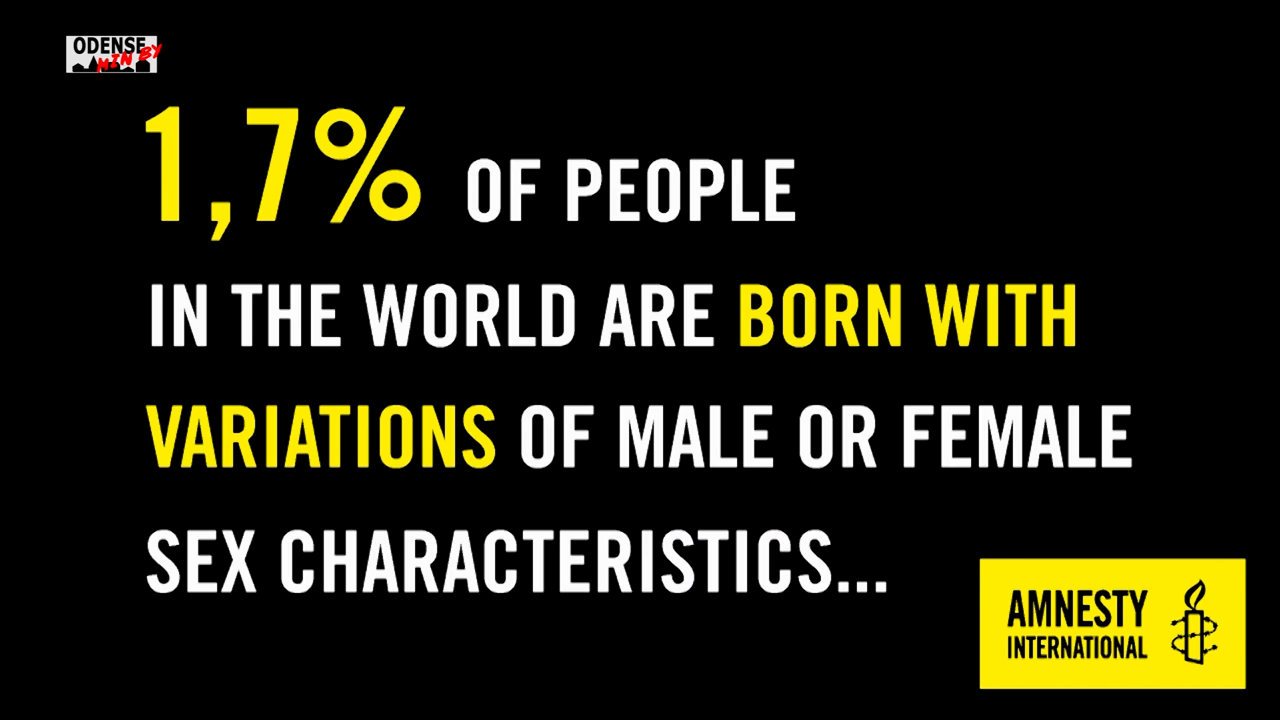 ODENSE
MIN BY
1,7% OF PEOPLE
IN THE WORLD ARE BORN WITH
VARIATIONS OF MALE OR FEMALE
SEX CHARACTERISTICS...
AMNESTY
INTERNATIONAL